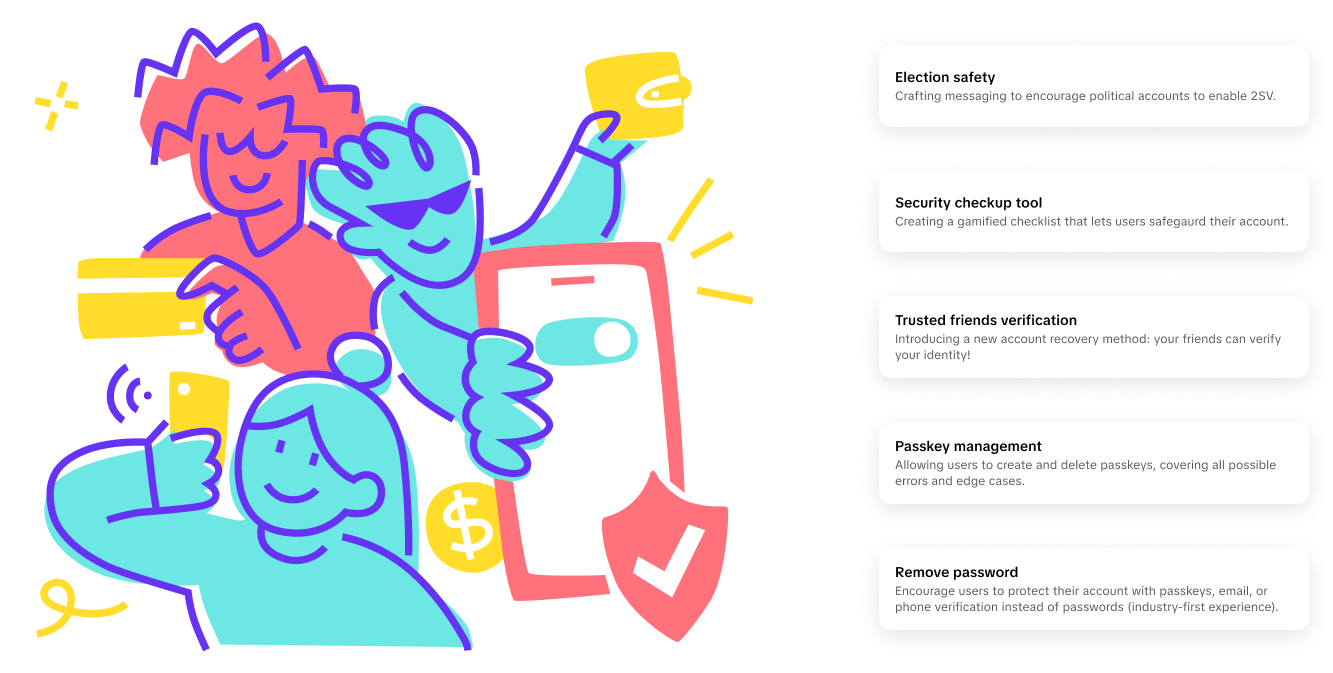 Election safety
Crafting messaging to encourage political accounts to enable 2SV.
Security checkup tool
Creating a gamified checklist that lets users safegaurd their account.
Trusted friends verification
Introducing a new account recovery method: your friends can verify
your identity!
Passkey management
Allowing users to create and delete passkeys, covering all possible
errors and edge cases.
Remove password
Encourage users to protect their account with passkeys, email, or
phone verification instead of passwords (industry-first experience).
$